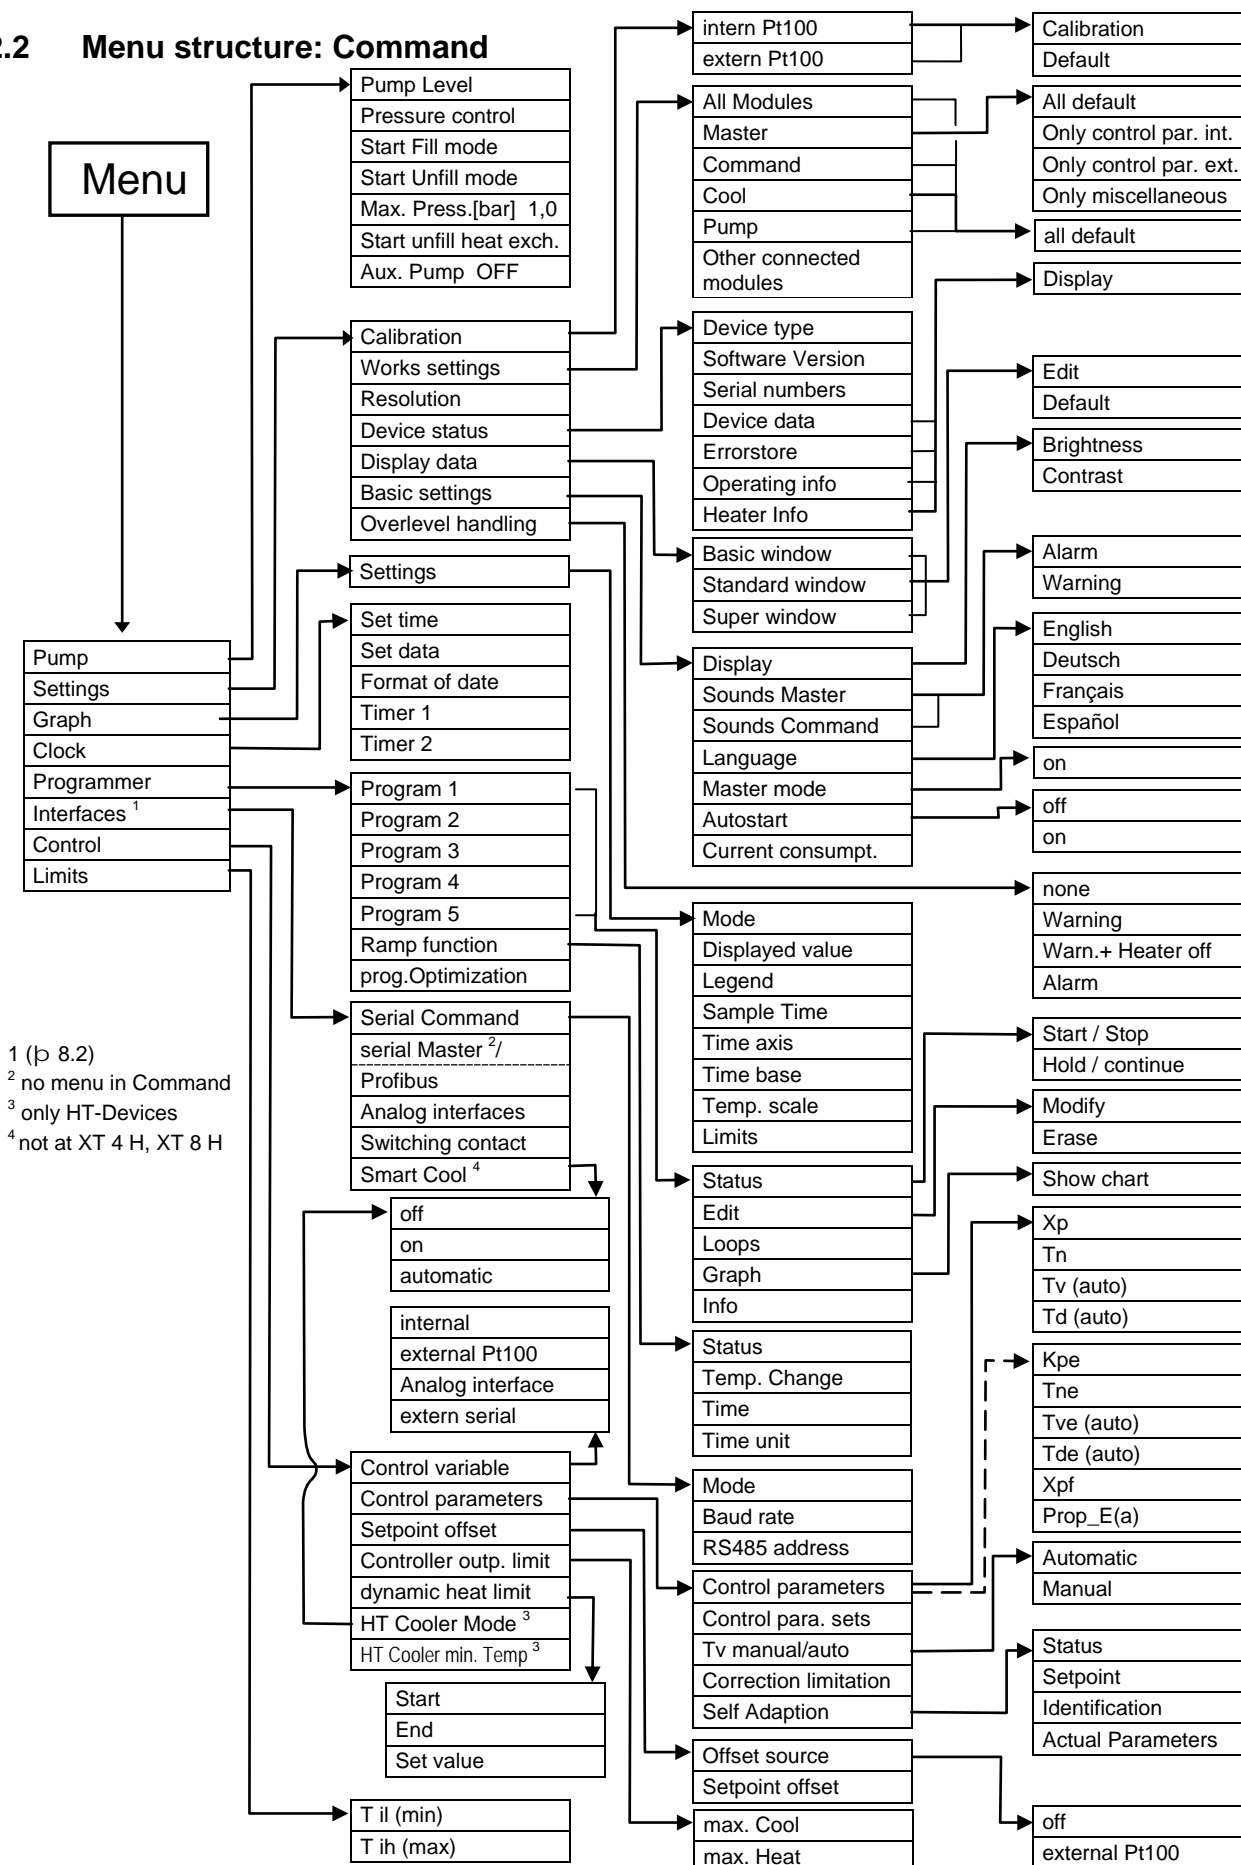 2.2 Menu structure: Command
Menu
Pump
Settings
Graph
Clock
Programmer
Interfaces 1
Control
Limits
1 (þ 8.2)
2 no menu in Command
3 only HT-Devices
4 not at XT 4 H, XT 8 H
Pump Level
Pressure control
Start Fill mode
Start Unfill mode
Max. Press.[bar] 1,0
Start unfill heat exch.
Aux. Pump OFF
Calibration
Works settings
Resolution
Device status
Display data
Basic settings
Overlevel handling
Settings
Set time
Set data
Format of date
Timer 1
Timer 2
Program 1
Program 2
Program 3
Program 4
Program 5
Ramp function
prog.Optimization
Serial Command
serial Master 2/
Profibus
Analog interfaces
Switching contact
Smart Cool 4
off
on
automatic
internal
external Pt100
Analog interface
extern serial
Control variable
Control parameters
Setpoint offset
Controller outp. limit
dynamic heat limit
HT Cooler Mode 3
HT Cooler min. Temp 3
Start
End
Set value
T il (min)
T ih (max)
intern Pt100
extern Pt100
All Modules
Master
Command
Cool
Pump
Other connected
modules
Device type
Software Version
Serial numbers
Device data
Errorstore
Operating info
Heater Info
Basic window
Standard window
Super window
Display
Sounds Master
Sounds Command
Language
Master mode
Autostart
Current consumpt.
Mode
Displayed value
Legend
Sample Time
Time axis
Time base
Temp. scale
Limits
Status
Edit
Loops
Graph
Info
Status
Temp. Change
Time
Time unit
Mode
Baud rate
RS485 address
Control parameters
Control para. sets
Tv manual/auto
Correction limitation
Self Adaption
Offset source
Setpoint offset
max. Cool
max. Heat
Calibration
Default
All default
Only control par. int.
Only control par. ext.
Only miscellaneous
all default
Display
Edit
Default
Brightness
Contrast
Alarm
Warning
English
Deutsch
Français
Español
on
off
on
none
Warning
Warn.+ Heater off
Alarm
Start / Stop
Hold / continue
Modify
Erase
Show chart
Xp
Tn
Tv (auto)
Td (auto)
Kpe
Tne
Tve (auto)
Tde (auto)
Xpf
Prop_E(a)
Automatic
Manual
Status
Setpoint
Identification
Actual Parameters
off
external Pt100